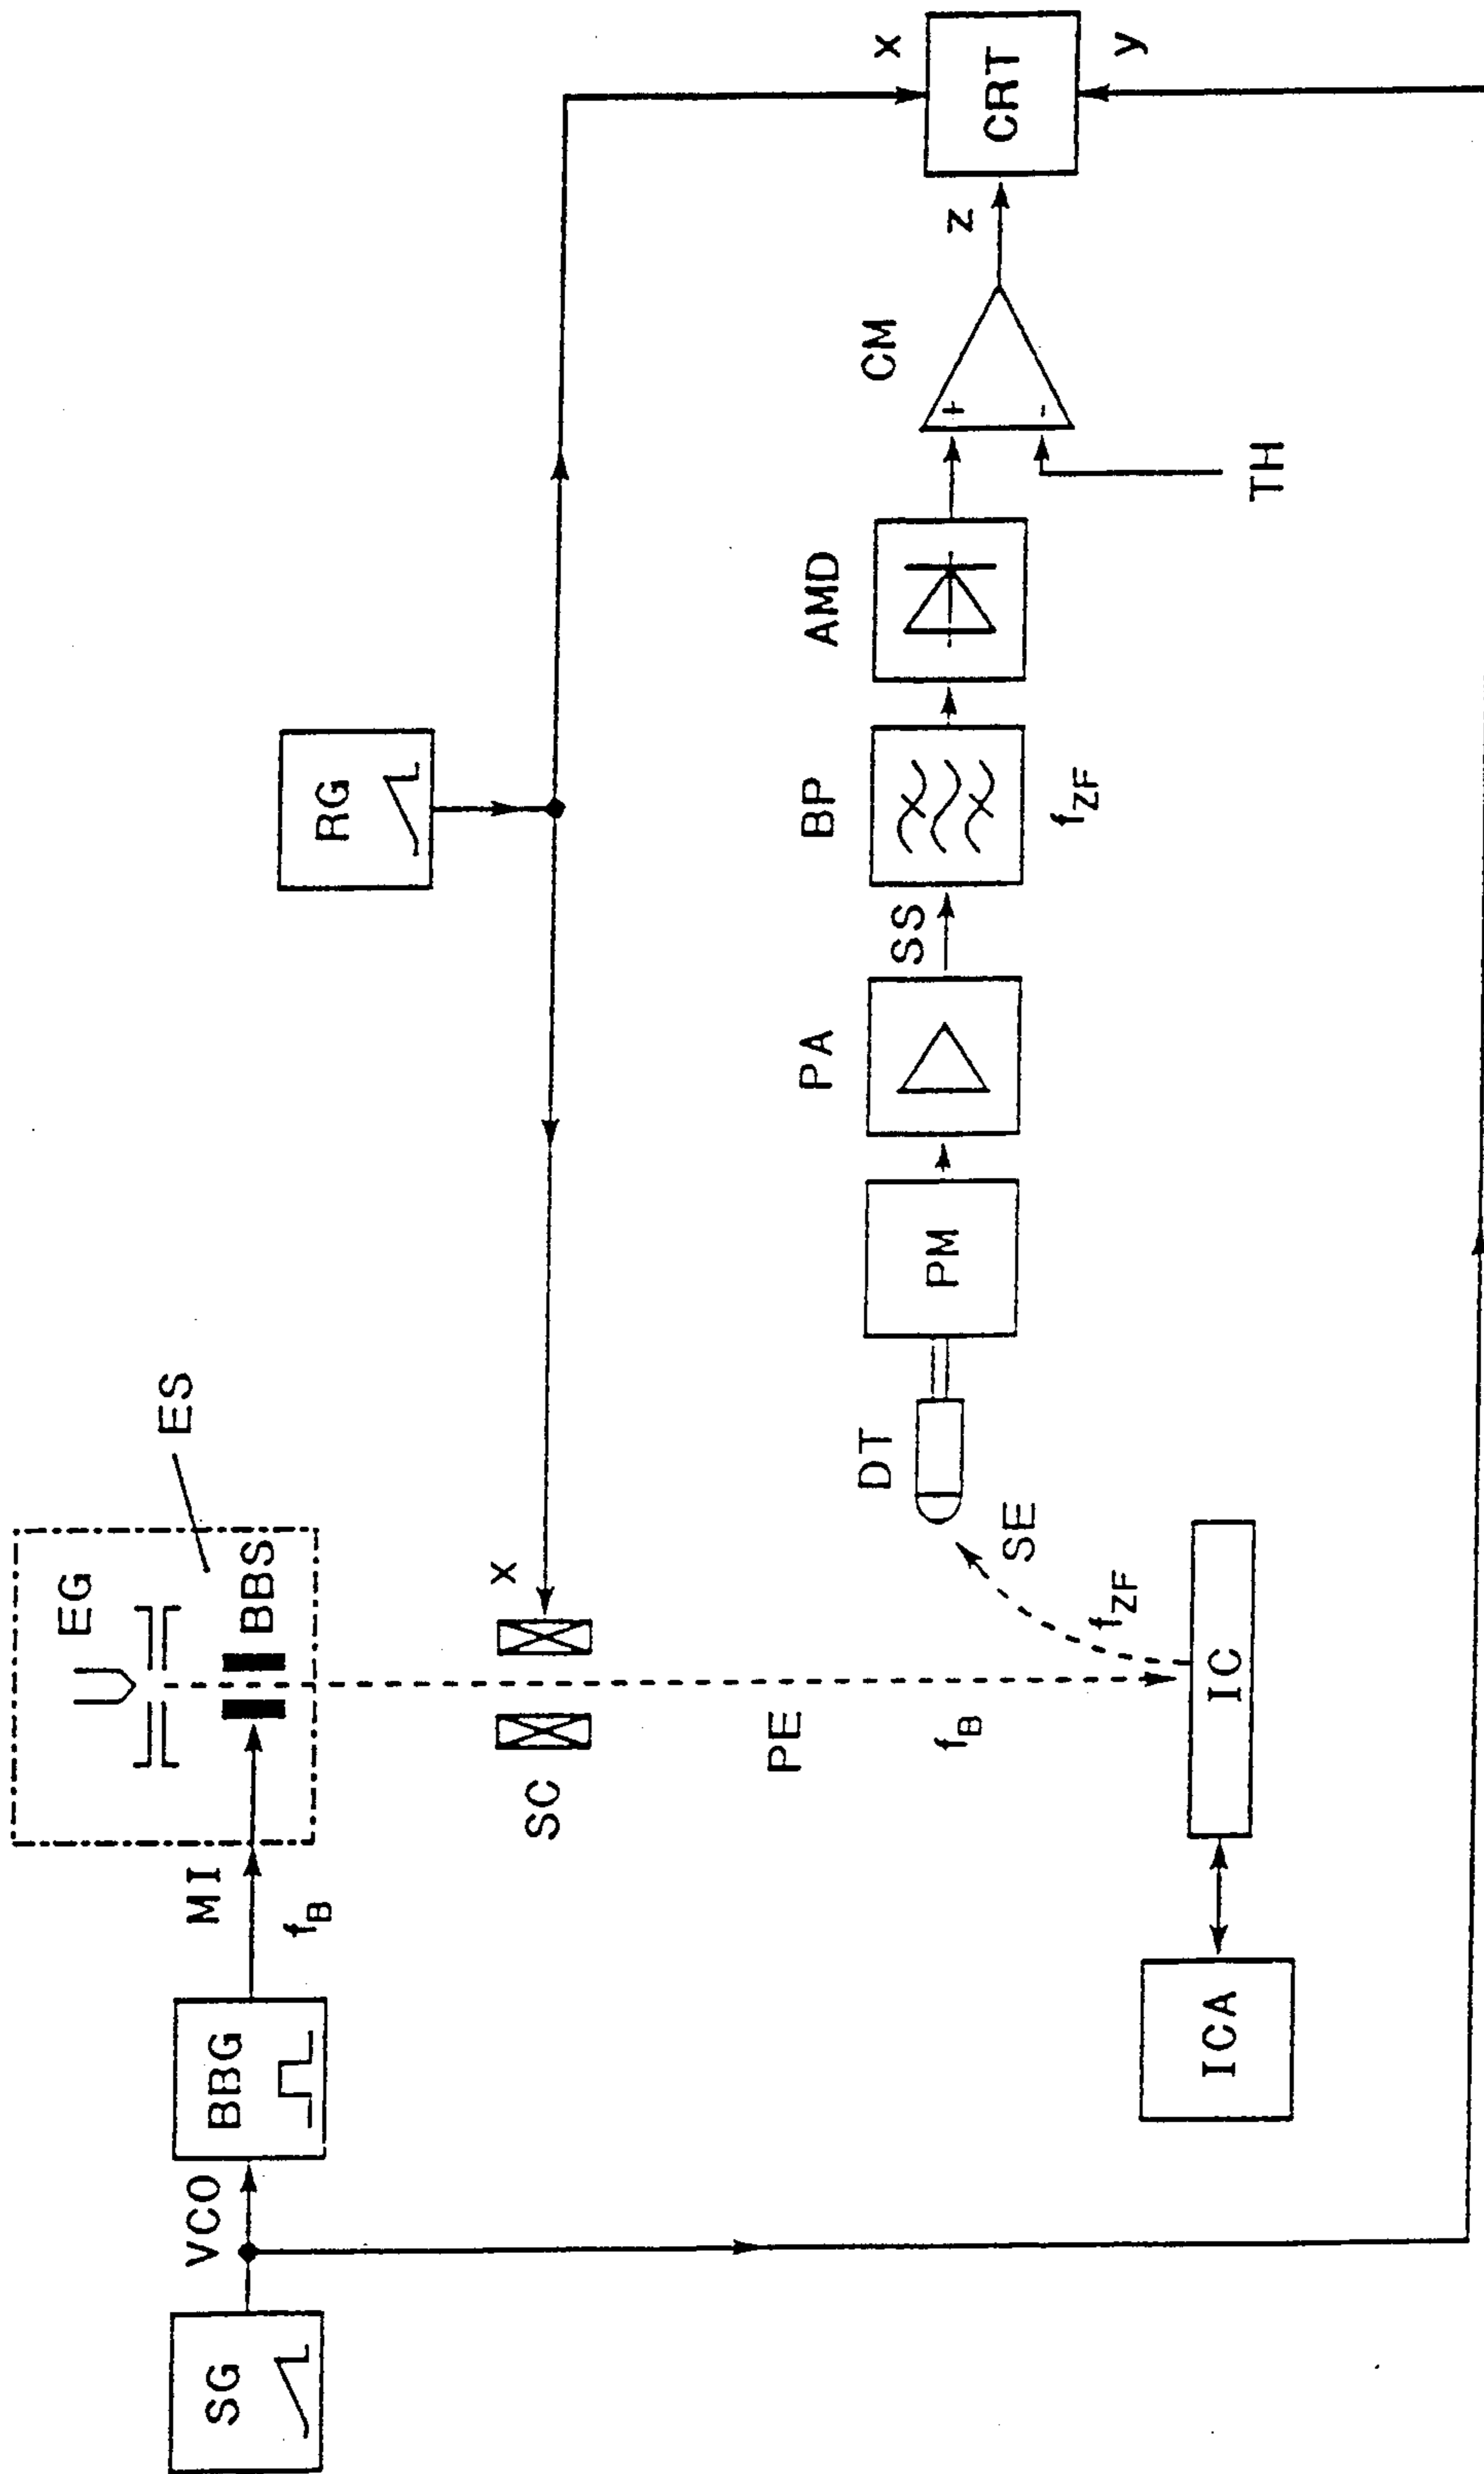 SG
VCO
BBG
MI
f_B
EG
BBS
ES
SC
x
PE
f_B
IC
ICA
SE
f_ZF
DT
PM
PA
SS
BP
f_ZF
AMD
RG
TH
CM
+
-
z
x
CRT
y